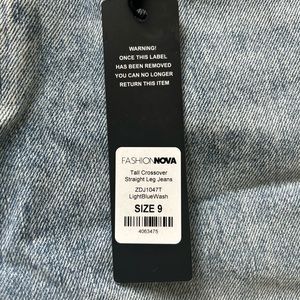 WARNING!
ONCE THIS LABEL
HAS BEEN REMOVED
YOU CAN NO LONGER
RETURN THIS ITEM
FASHIONNOVA
Tall Crossover
Straight Leg Jeans
ZDJ1047T
LightBlueWash
SIZE 9
4063475